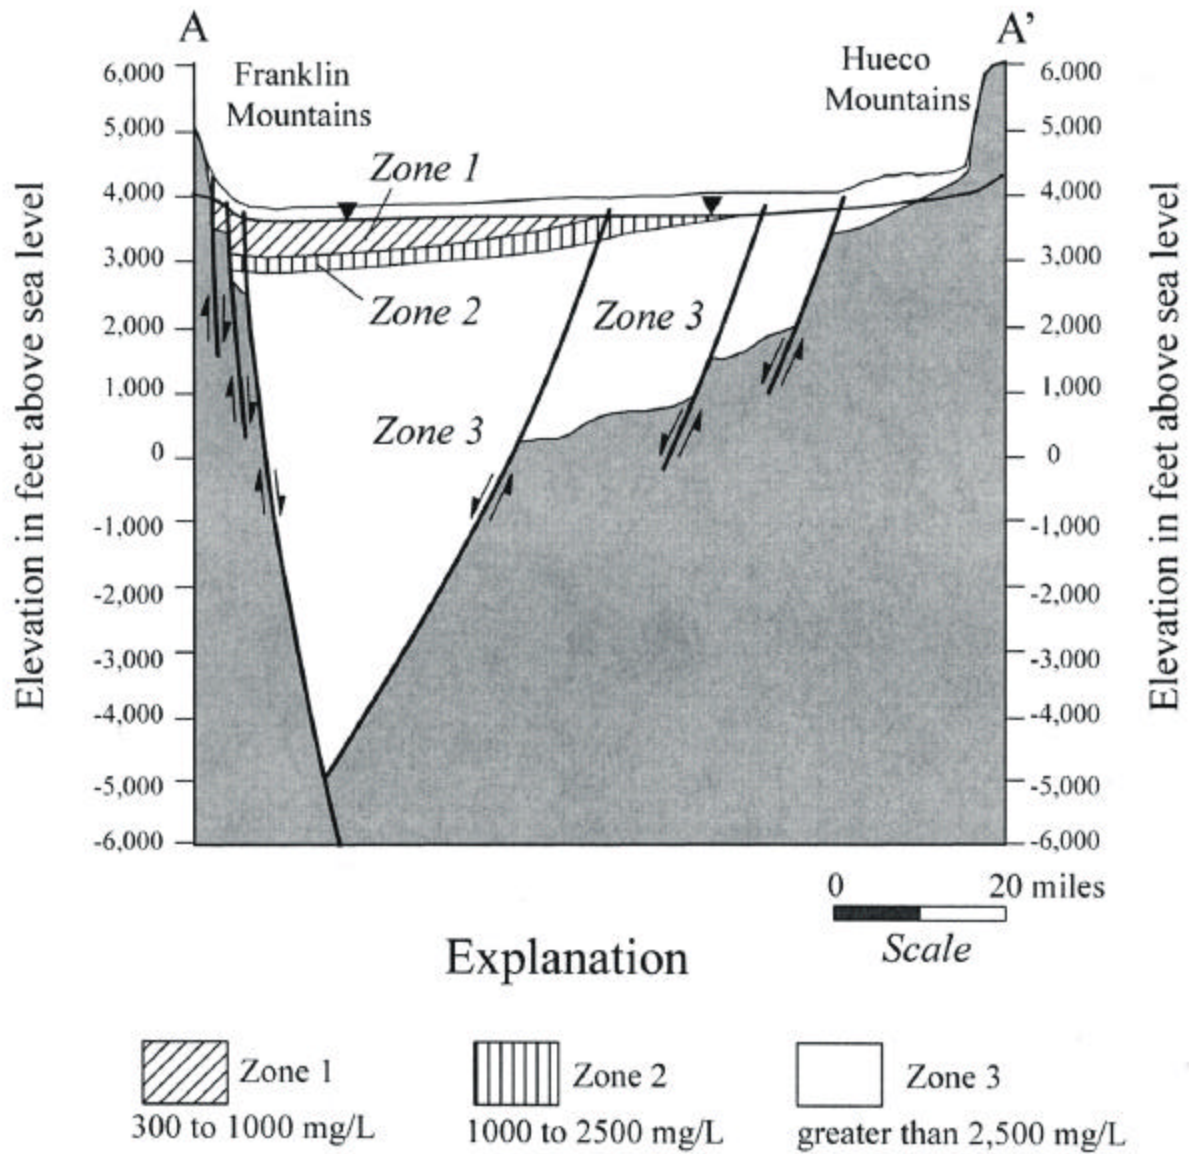 A
A’
Franklin
Mountains
Hueco
Mountains
6,000
5,000
4,000
3,000
2,000
1,000
0
-1,000
-2,000
-3,000
-4,000
-5,000
-6,000
Elevation in feet above sea level
Zone 1
Zone 2
Zone 3
Zone 3
6,000
5,000
4,000
3,000
2,000
1,000
0
-1,000
-2,000
-3,000
-4,000
-5,000
-6,000
Elevation in feet above sea level
0 20 miles
Scale
Explanation
Zone 1
300 to 1000 mg/L
Zone 2
1000 to 2500 mg/L
Zone 3
greater than 2,500 mg/L